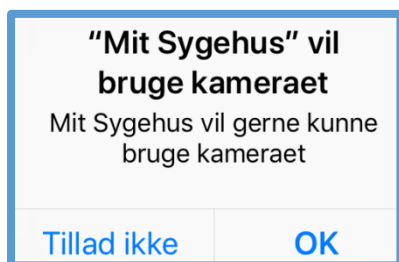 “Mit Sygehus” vil
bruge kameraet
Mit Sygehus vil gerne kunne
bruge kameraet
Tillad ikke
OK